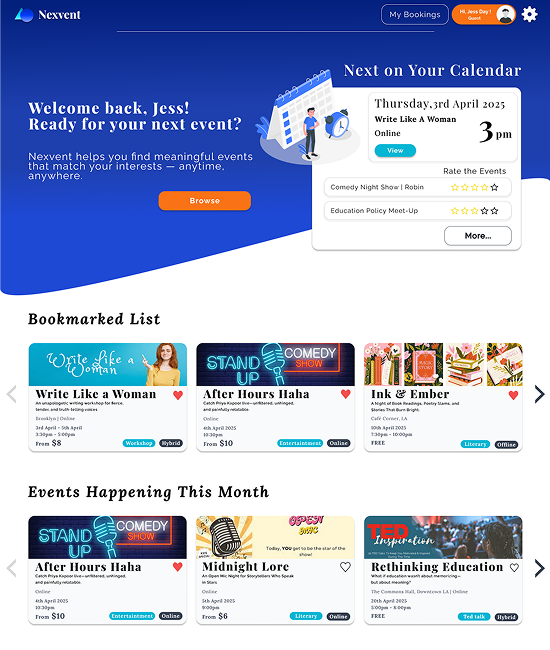 Nexvent
My Bookings
Hi, Jess Day !
Guest
Next on Your Calendar
Welcome back, Jess!
Ready for your next event?
Nexvent helps you find meaningful events
that match your interests — anytime,
anywhere.
Browse
Thursday,3rd April 2025
Write Like A Woman
Online
3 pm
View
Rate the Events
Comedy Night Show | Robin
Education Policy Meet-Up
More...
Bookmarked List
Write Like a
Woman
Write Like a Woman
An unapologetic writing workshop for fierce,
tender, and truth-telling voices
Brooklyn | Online
3rd April - 5th April
3:30pm - 5:00pm
From $8
Workshop
Hybrid
STAND
UP
COMEDY
SHOW
After Hours Haha
Catch Priya Kapoor live—unfiltered, unhinged,
and painfully relatable.
Online
4th April 2025
10:30pm
From $10
Entertaintment
Online
Ink & Ember
A Night of Book Readings, Poetry Slams, and
Stories That Burn Bright.
Café Corner, LA
10th April 2025
7:30pm - 10:00pm
FREE
Literary
Offline
Events Happening This Month
STAND
UP
COMEDY
SHOW
After Hours Haha
Catch Priya Kapoor live—unfiltered, unhinged,
and painfully relatable.
Online
4th April 2025
10:30pm
From $10
Entertaintment
Online
OPEN
MIC
Today, YOU get to be the star of the
show!
Midnight Lore
An Open Mic Night for Storytellers Who Speak
in Stars
Online
5th April 2025
9:00pm
From $6
Literary
Online
TED
Inspiration
Rethinking Education
What if education wasn't about memorizing—
but about meaning?
The Commons Hall, Downtown LA | Online
20th April 2025
5:00pm - 8:00pm
FREE
Ted talk
Hybrid